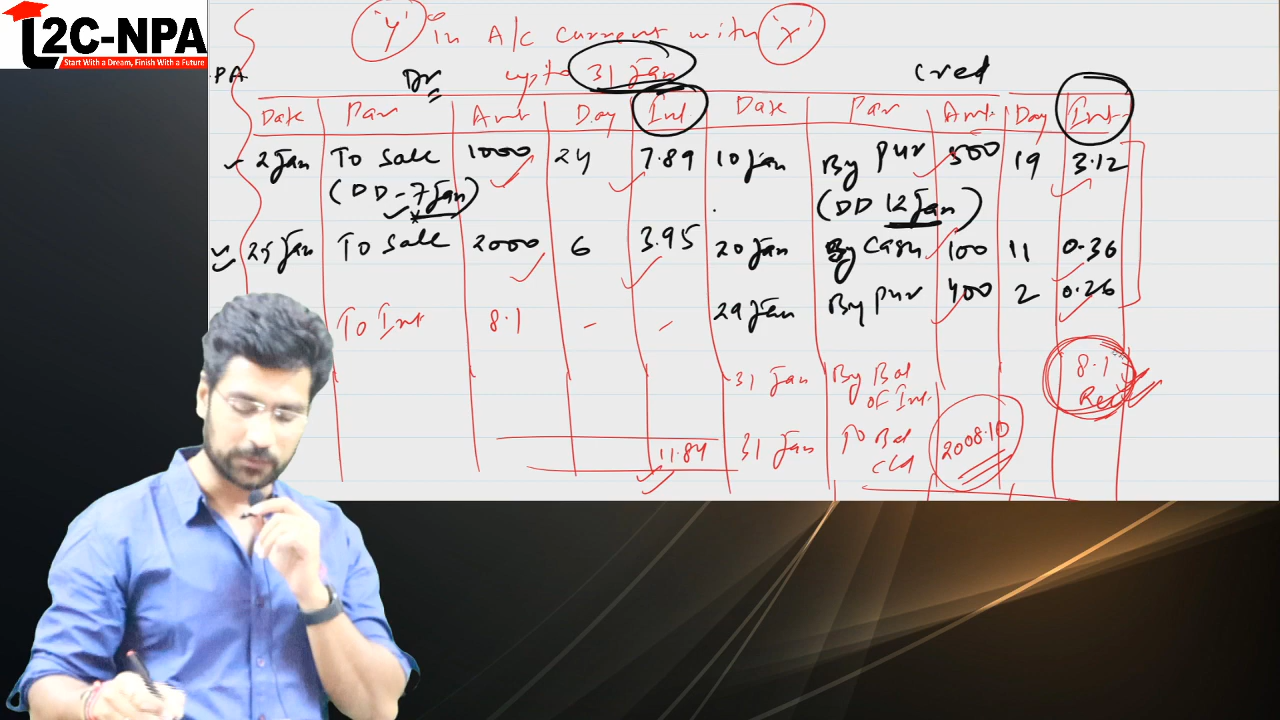 L2C-NPA
Start With a Dream, Finish With a Future
PA
'Y' in A/c current with 'X'
upto 31 Jan
Dr
Cred
Date Par Amt Day Int Date Par Amt. Day Int.
2 Jan To Sale 1000 24 7.89 10 Jan By Pur 500 19 3.12
(DD-7 Jan) (DD 12 Jan)
25 Jan To Sale 2000 6 3.95 20 Jan By Cash 100 11 0.36
29 Jan By Pur 400 2 0.26
To Int 8.1 - -
31 Jan By Bal of Int. 8.1
Rec
11.84 31 Jan To Bal c/d 2008.10